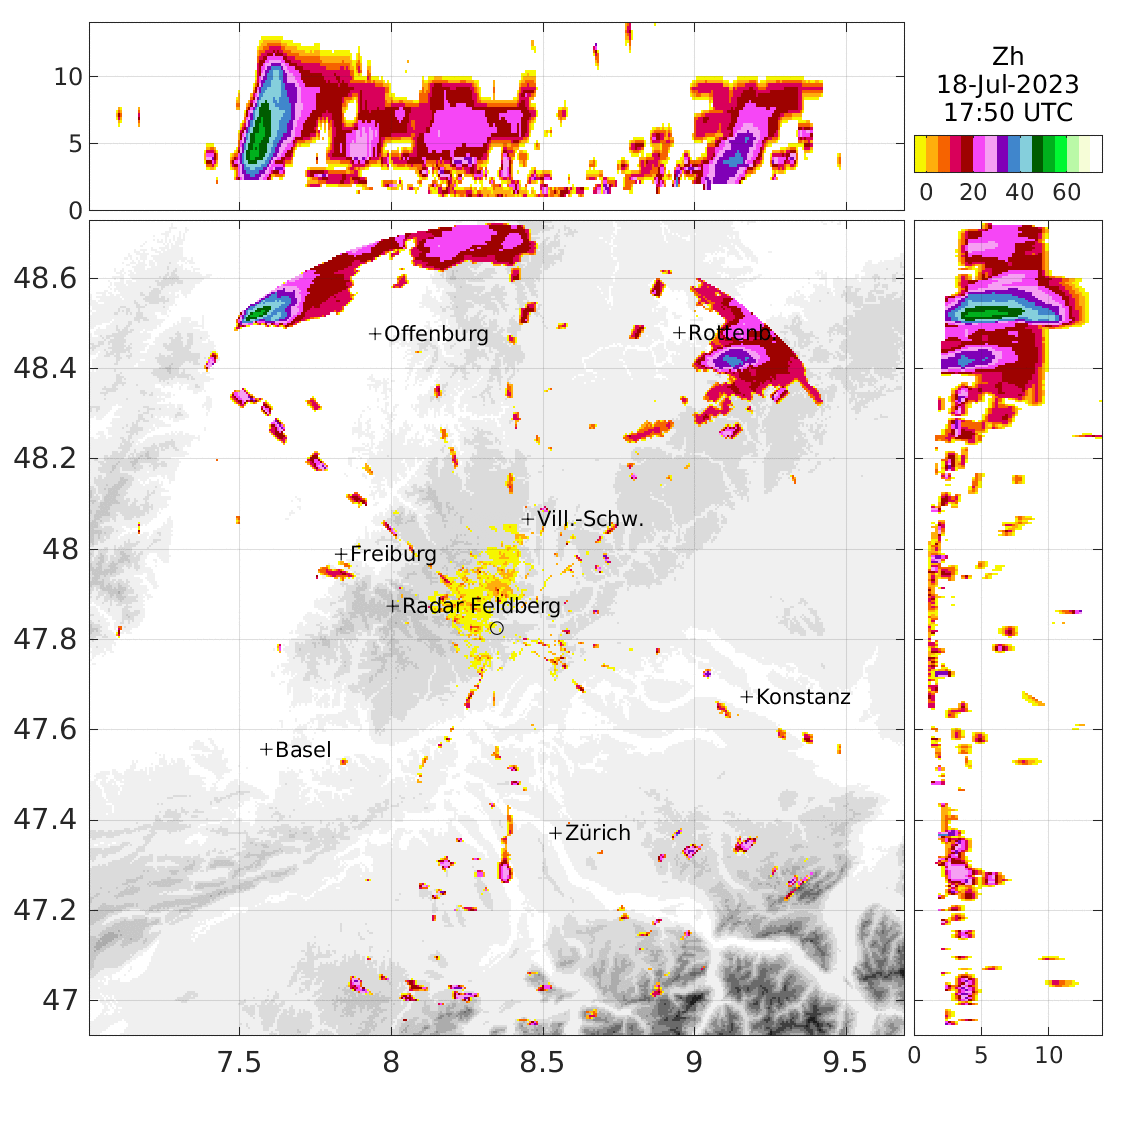 Zh
18-Jul-2023
17:50 UTC
0 20 40 60
10
5
0
48.6
48.4
48.2
48
47.8
47.6
47.4
47.2
47
+Offenburg
+Rottenb.
+Vill.-Schw.
+Freiburg
+Radar Feldberg
+Konstanz
+Basel
+Zürich
7.5 8 8.5 9 9.5
0 5 10